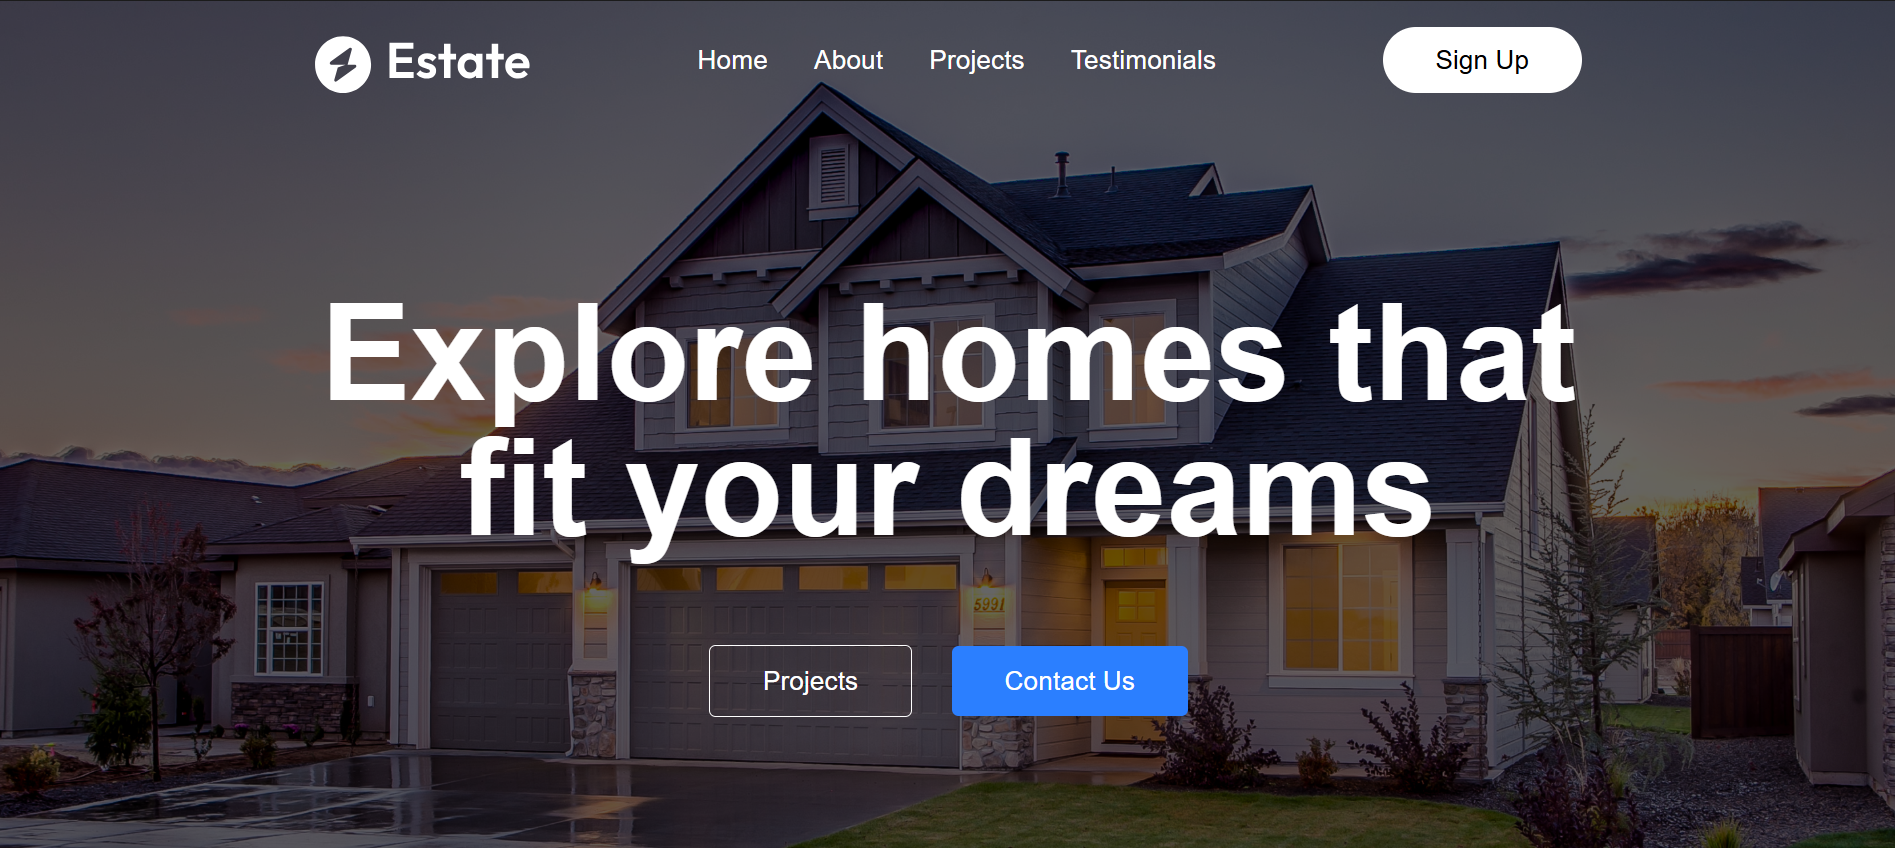 Estate
Home About Projects Testimonials
Sign Up
Explore homes that
fit your dreams
5991
Projects
Contact Us